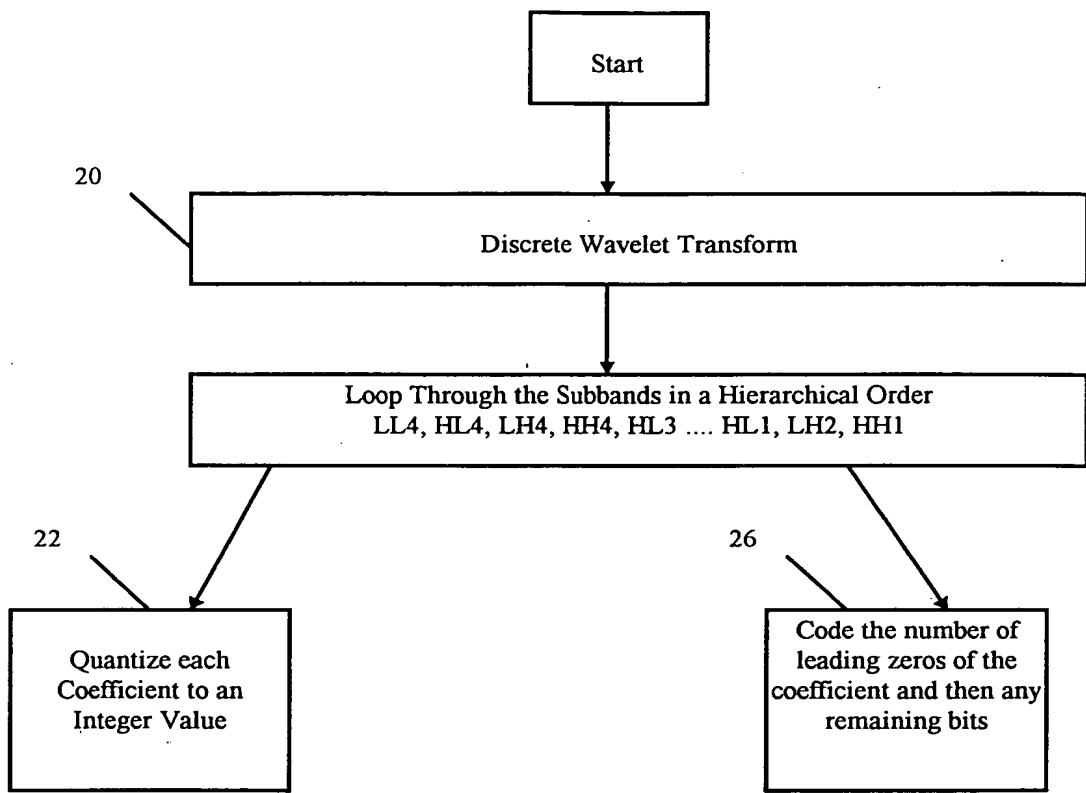 Start
20
Discrete Wavelet Transform
Loop Through the Subbands in a Hierarchical Order
LL4, HL4, LH4, HH4, HL3 .... HL1, LH2, HH1
22
26
Quantize each
Coefficient to an
Integer Value
Code the number of
leading zeros of the
coefficient and then any
remaining bits